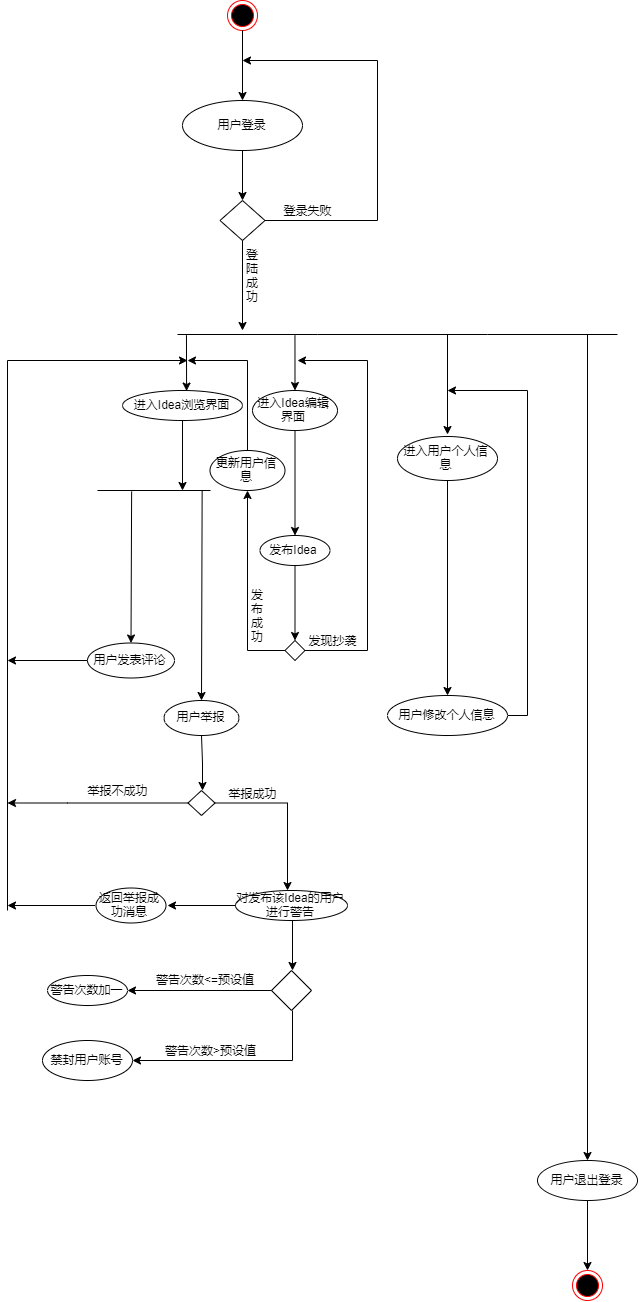 用户登录
登录失败
登
陆
成
功
进入Idea浏览界面
进入Idea编辑
界面
更新用户信
息
进入用户个人信
息
发布Idea
发
布
成
功
发现抄袭
用户发表评论
用户举报
用户修改个人信息
举报不成功
举报成功
返回举报成
功消息
对发布该Idea的用户
进行警告
警告次数<=预设值
警告次数加一
警告次数>预设值
禁封用户账号
用户退出登录